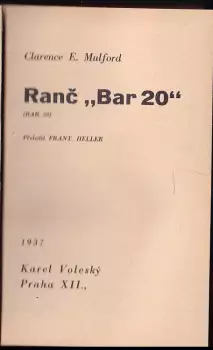 Clarence E. Mulford
Ranč „Bar 20"
(BAR 20)
Přeložil FRANT. HELLER
1937
Karel Voleský
Praha XII.,